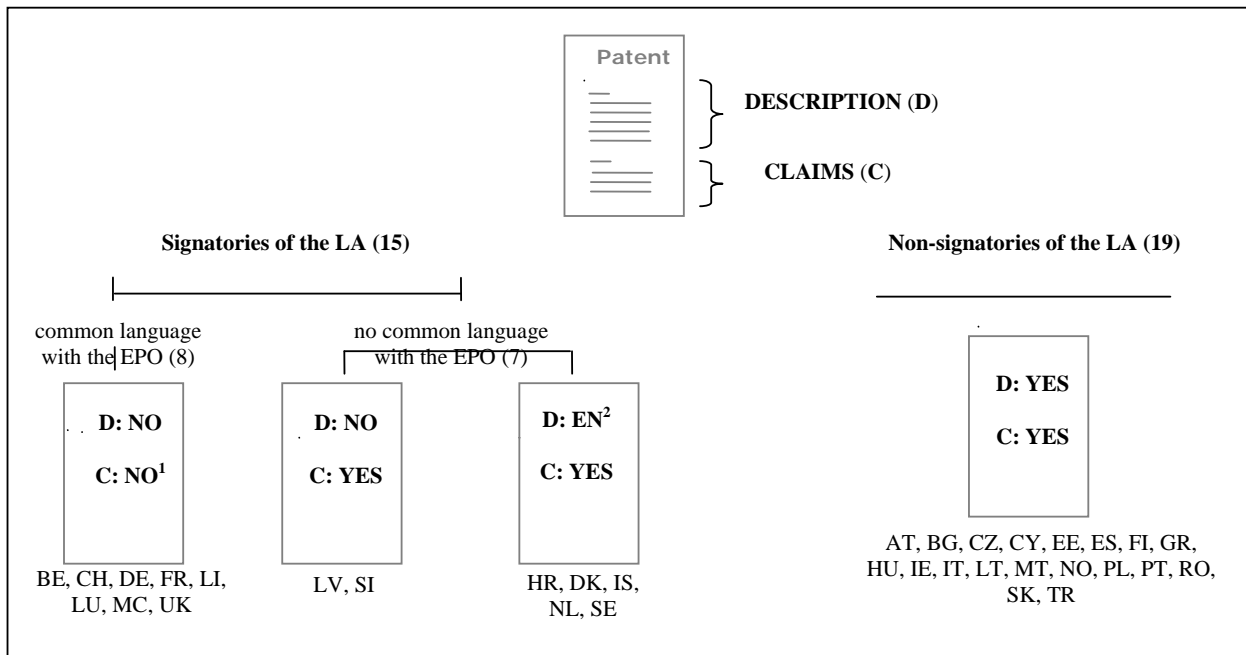 Patent
DESCRIPTION (D)
CLAIMS (C)
Signatories of the LA (15)
Non-signatories of the LA (19)
common language
with the EPO (8)
no common language
with the EPO (7)
D: NO
C: NO¹
BE, CH, DE, FR, LI,
LU, MC, UK
D: NO
C: YES
LV, SI
D: EN²
C: YES
HR, DK, IS,
NL, SE
D: YES
C: YES
AT, BG, CZ, CY, EE, ES, FI, GR,
HU, IE, IT, LT, MT, NO, PL, PT, RO,
SK, TR